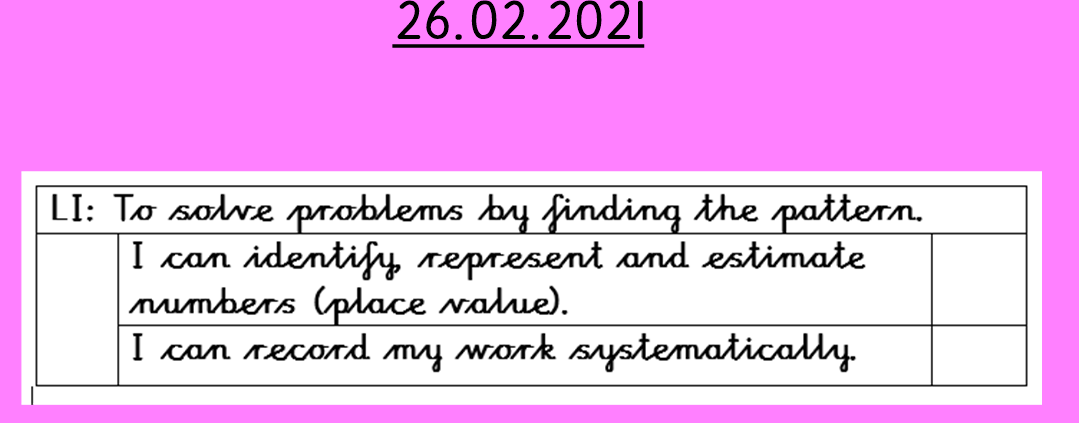 26.02.2021
LI: To solve problems by finding the pattern.
I can identify, represent and estimate
numbers (place value).
I can record my work systematically.